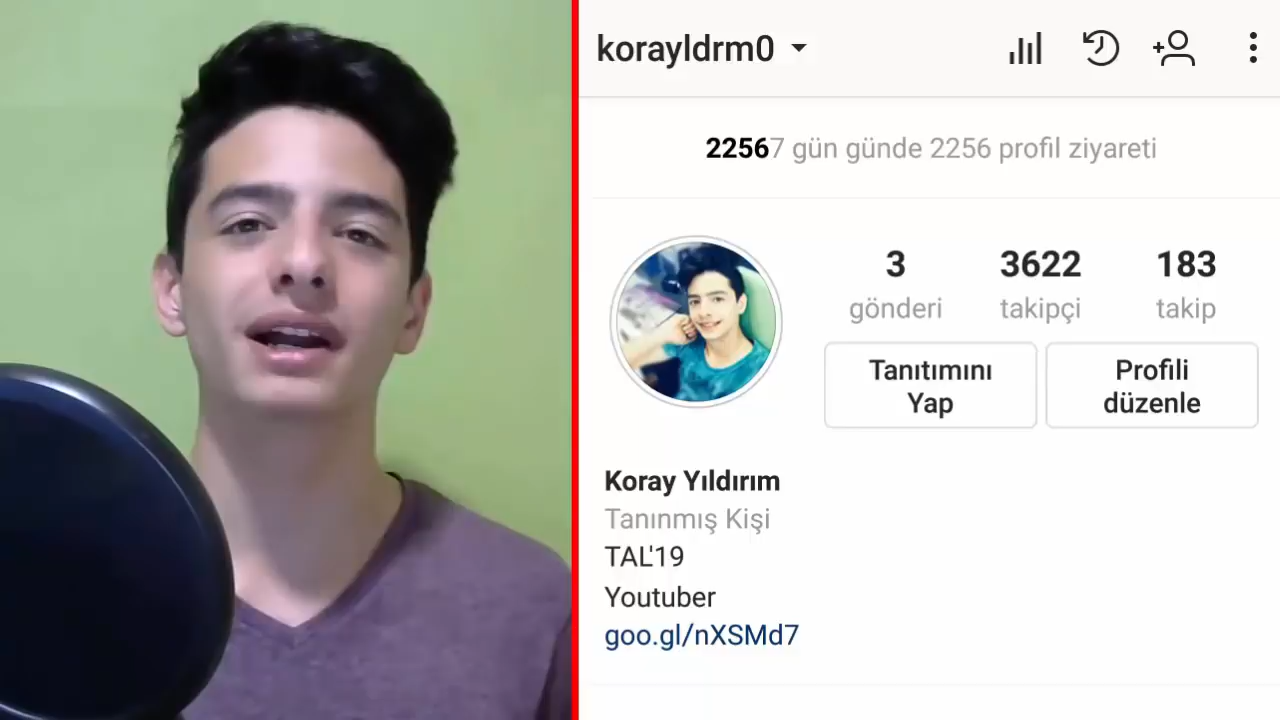 korayldrm0
22567 gün günde 2256 profil ziyareti
3 3622 183
gönderi takipçi takip
Tanıtımını Profili
Yap düzenle
Koray Yıldırım
Tanınmış Kişi
TAL'19
Youtuber
goo.gl/nXSMd7